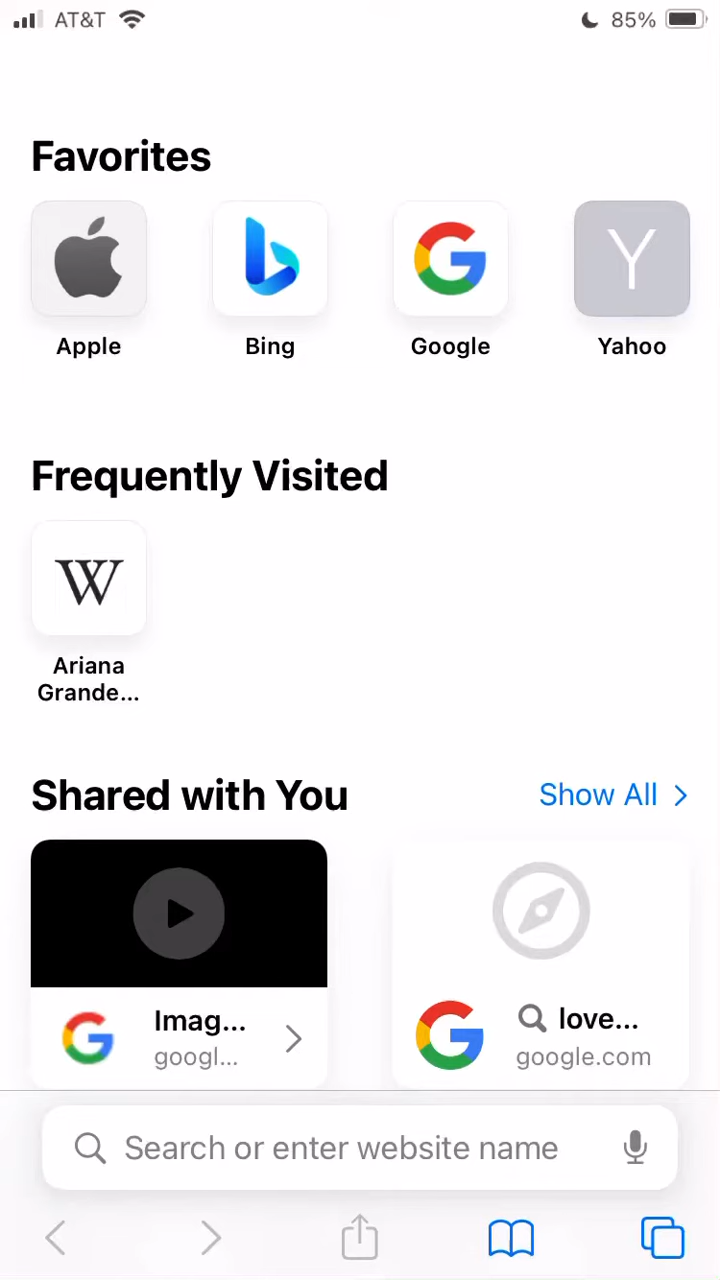 AT&T 85%
Favorites
Apple Bing Google Yahoo
Y
Frequently Visited
W
Ariana
Grande...
Shared with You Show All
Imag... love...
googl... google.com
Search or enter website name